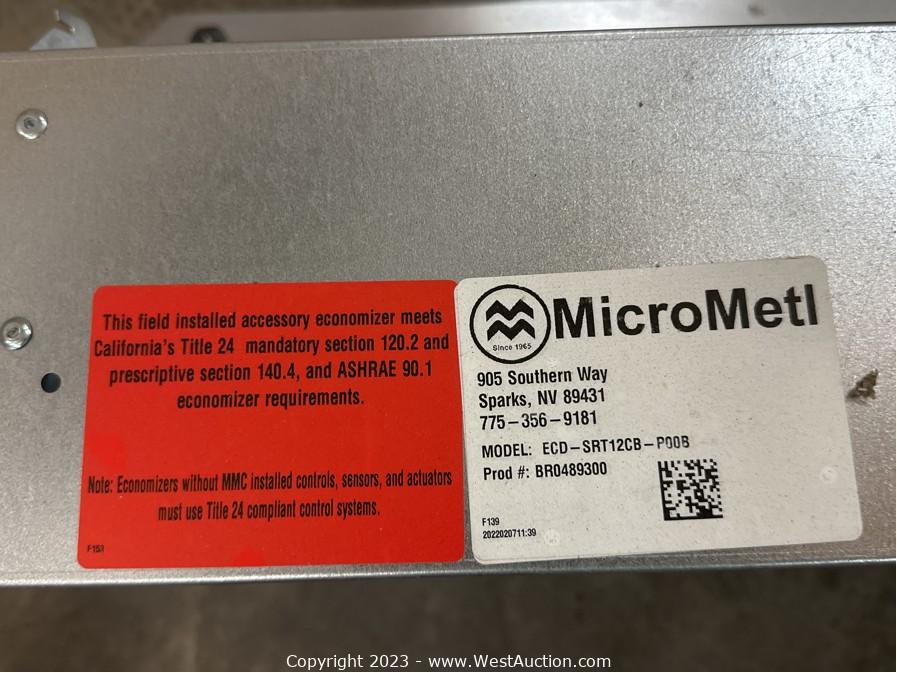 This field installed accessory economizer meets
California's Title 24 mandatory section 120.2 and
prescriptive section 140.4, and ASHRAE 90.1
economizer requirements.
Note: Economizers without MMC installed controls, sensors, and actuators
must use Title 24 compliant control systems.
F153
MicroMetl
Since 1965
905 Southern Way
Sparks, NV 89431
775-356-9181
MODEL: ECD-SRT12CB-P00B
Prod #: BR0489300
F139
2022020711:39
Copyright 2023 - www.WestAuction.com